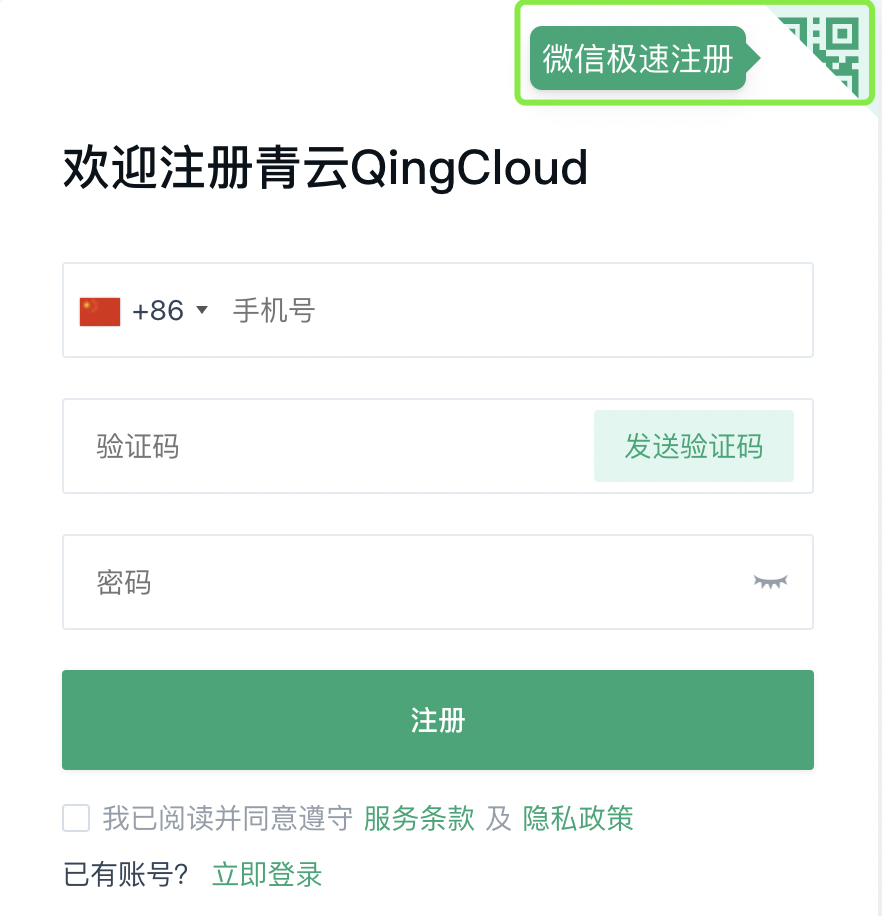 微信极速注册
欢迎注册青云QingCloud
+86 手机号
验证码 发送验证码
密码
注册
我已阅读并同意遵守 服务条款 及 隐私政策
已有账号? 立即登录